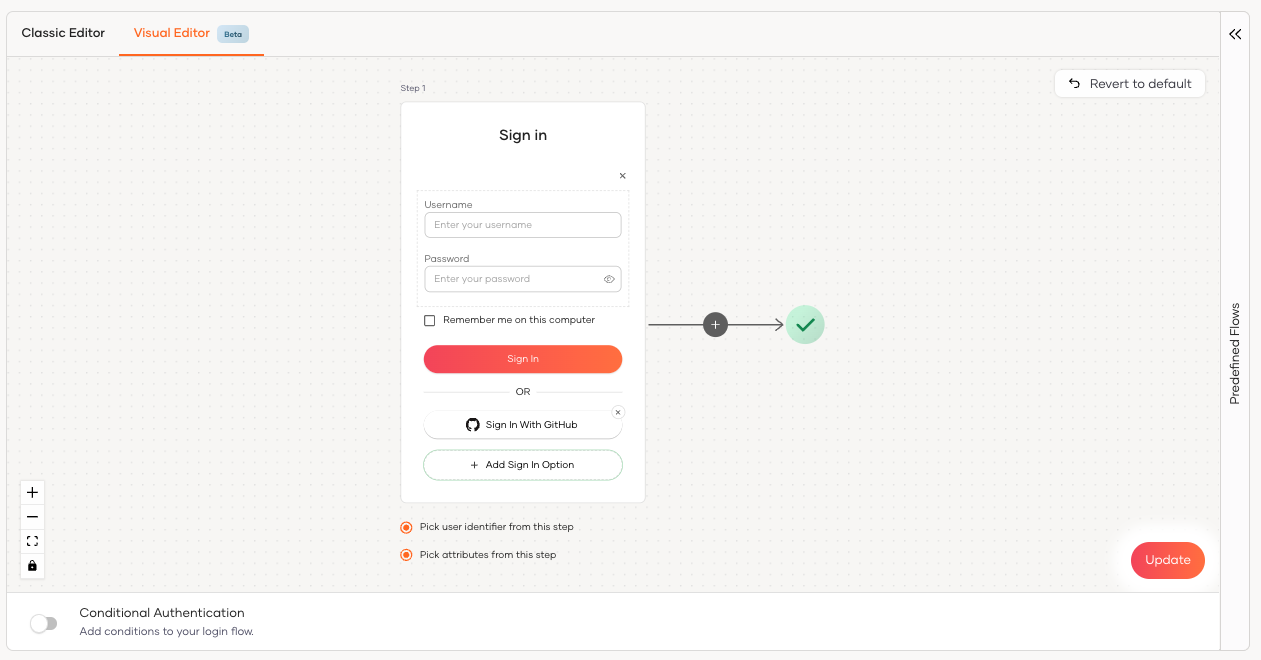 Classic Editor
Visual Editor Beta
Revert to default
Step 1
Sign in
Username
Enter your username
Password
Enter your password
Remember me on this computer
Sign In
OR
Sign In With GitHub
Add Sign In Option
Pick user identifier from this step
Pick attributes from this step
Update
Predefined Flows
Conditional Authentication
Add conditions to your login flow.